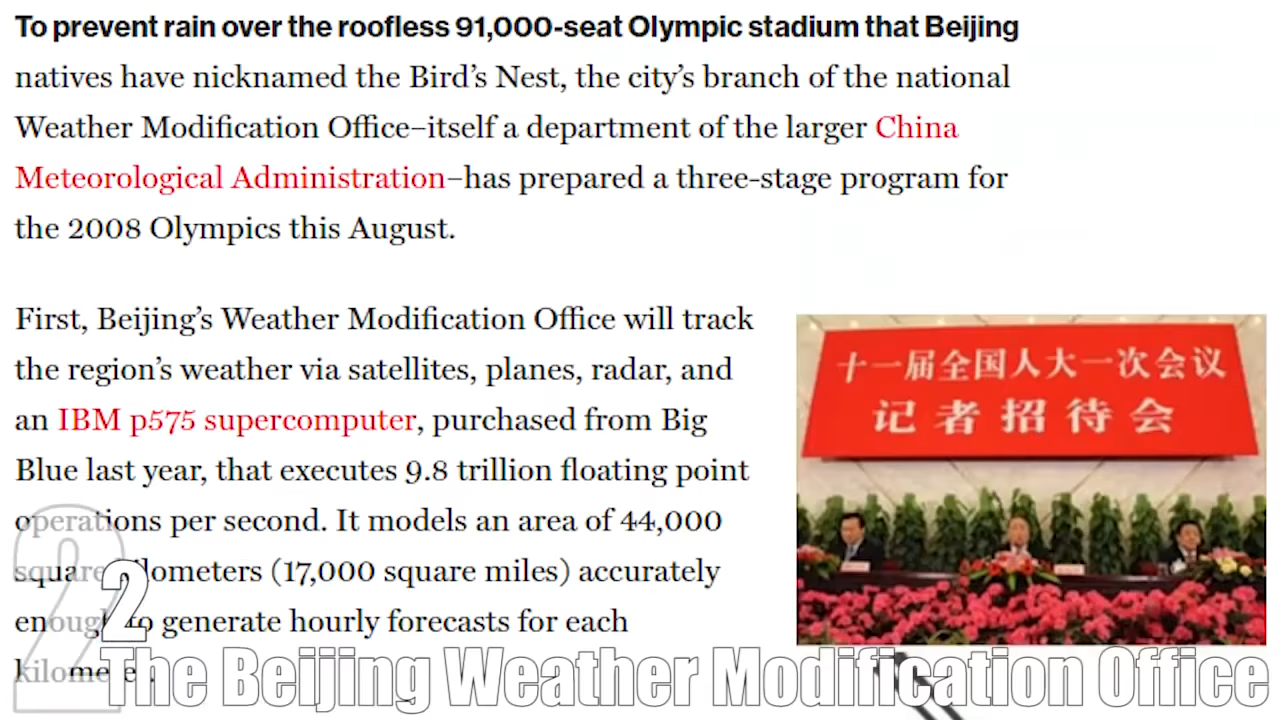 To prevent rain over the roofless 91,000-seat Olympic stadium that Beijing
natives have nicknamed the Bird’s Nest, the city’s branch of the national
Weather Modification Office–itself a department of the larger China
Meteorological Administration–has prepared a three-stage program for
the 2008 Olympics this August.
First, Beijing’s Weather Modification Office will track
the region’s weather via satellites, planes, radar, and
an IBM p575 supercomputer, purchased from Big
Blue last year, that executes 9.8 trillion floating point
operations per second. It models an area of 44,000
square kilometers (17,000 square miles) accurately
enough to generate hourly forecasts for each
kilometer.
十一届全国人大一次会议
记者招待会
2
2
The Beijing Weather Modification Office